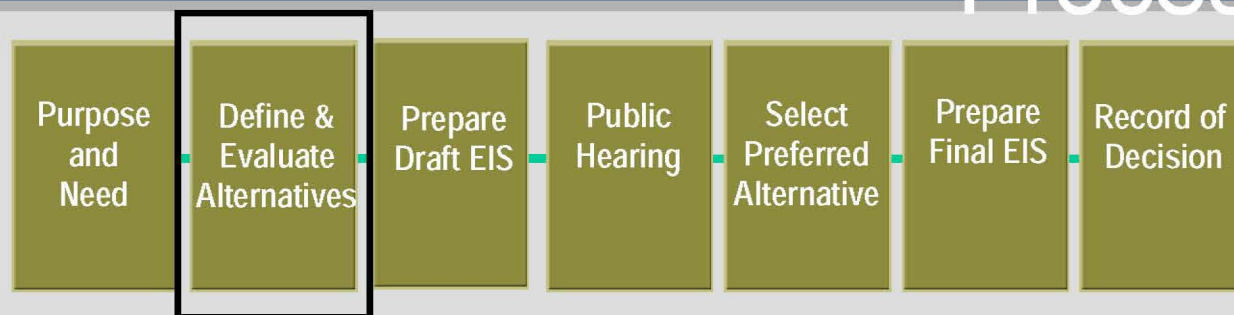 Purpose
and
Need
Define &
Evaluate
Alternatives
Prepare
Draft EIS
Public
Hearing
Select
Preferred
Alternative
Prepare
Final EIS
Record of
Decision